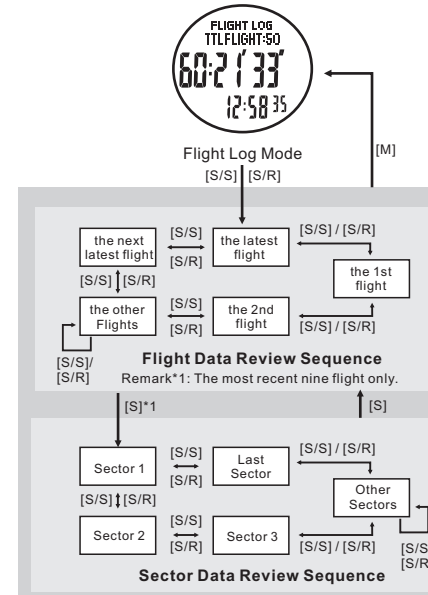 FLIGHT LOG
TTLFLIGHT:50
60:21'33"
12:58 35
Flight Log Mode
[M]
[S/S] [S/R]
the next
latest flight
[S/S]
[S/R]
the latest
flight
[S/S] / [S/R]
the 1st
flight
[S/S] [S/R]
the other
Flights
[S/S]
[S/R]
the 2nd
flight
[S/S] / [S/R]
[S/S]/
[S/R]
Flight Data Review Sequence
Remark*1: The most recent nine flight only.
[S]*1
[S]
Sector 1
[S/S]
[S/R]
Last
Sector
[S/S] / [S/R]
Other
Sectors
[S/S] [S/R]
Sector 2
[S/S]
[S/R]
Sector 3
[S/S] / [S/R]
[S/S
[S/R
Sector Data Review Sequence